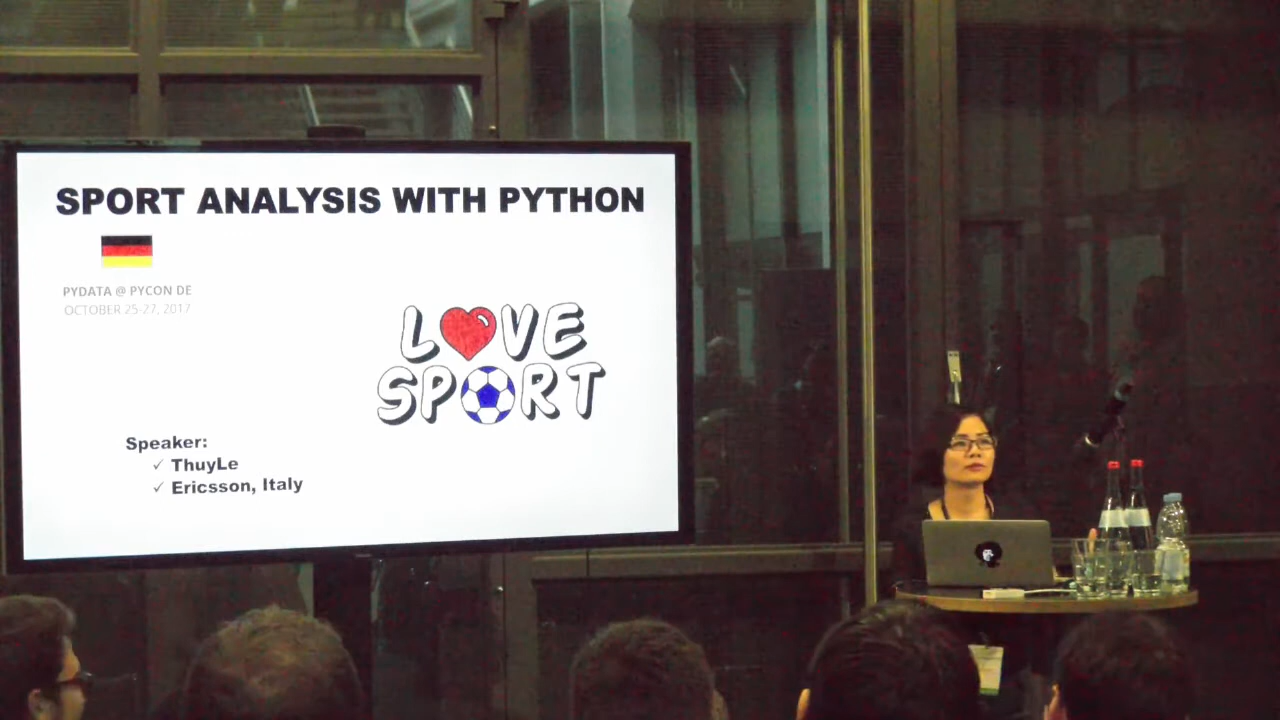 SPORT ANALYSIS WITH PYTHON
PYDATA @ PYCON DE
OCTOBER 25-27, 2017
LOVE
SPORT
Speaker:
✓ ThuyLe
✓ Ericsson, Italy